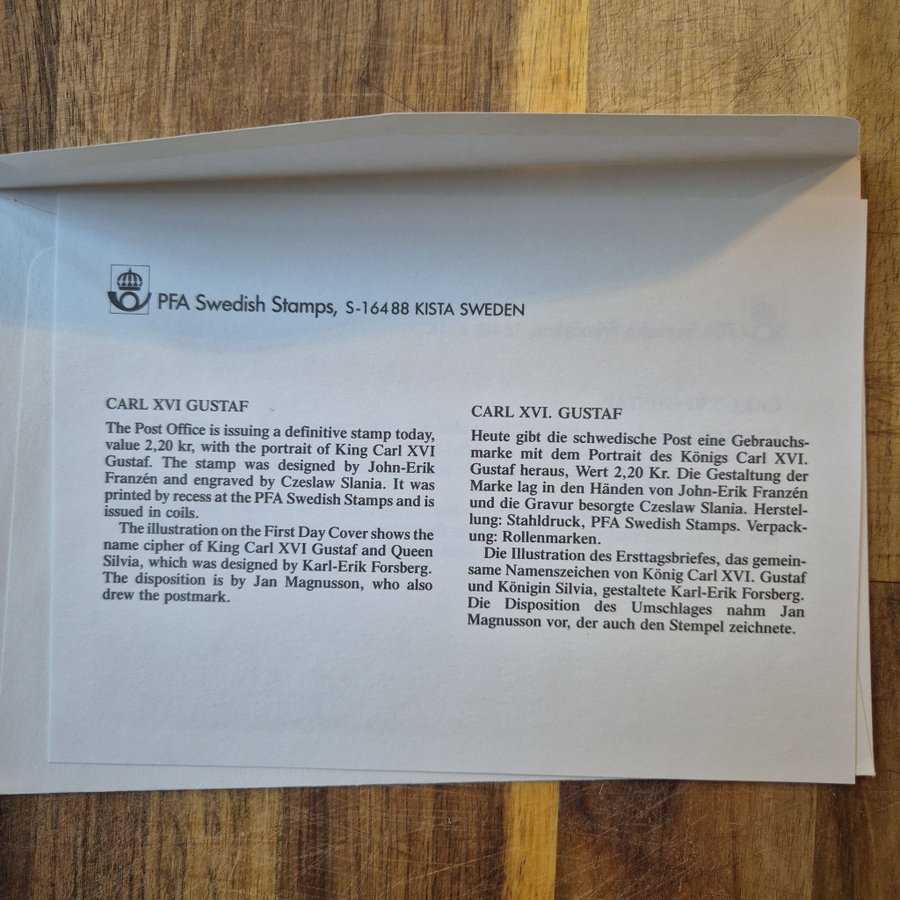 PFA Swedish Stamps, S-164 88 KISTA SWEDEN
CARL XVI GUSTAF
The Post Office is issuing a definitive stamp today,
value 2,20 kr, with the portrait of King Carl XVI
Gustaf. The stamp was designed by John-Erik
Franzén and engraved by Czeslaw Slania. It was
printed by recess at the PFA Swedish Stamps and is
issued in coils.
The illustration on the First Day Cover shows the
name cipher of King Carl XVI Gustaf and Queen
Silvia, which was designed by Karl-Erik Forsberg.
The disposition is by Jan Magnusson, who also
drew the postmark.
CARL XVI. GUSTAF
Heute gibt die schwedische Post eine Gebrauchs-
marke mit dem Portrait des Königs Carl XVI.
Gustaf heraus, Wert 2,20 Kr. Die Gestaltung der
Marke lag in den Händen von John-Erik Franzén
und die Gravur besorgte Czeslaw Slania. Herstel-
lung: Stahldruck, PFA Swedish Stamps. Verpack-
ung: Rollenmarken.
Die Illustration des Ersttagsbriefes, das gemein-
same Namenszeichen von König Carl XVI. Gustaf
und Königin Silvia, gestaltete Karl-Erik Forsberg.
Die Disposition des Umschlages nahm Jan
Magnusson vor, der auch den Stempel zeichnete.